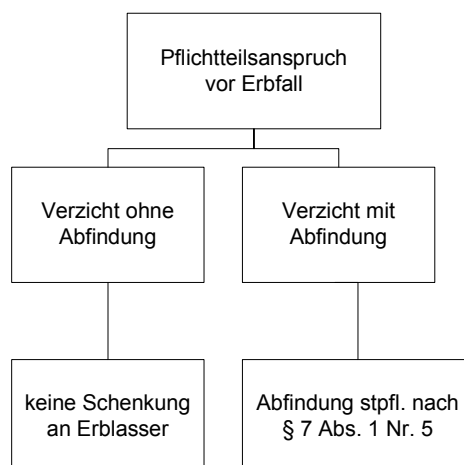 Pflichtteilsanspruch
vor Erbfall
Verzicht ohne
Abfindung
Verzicht mit
Abfindung
keine Schenkung
an Erblasser
Abfindung stpfl. nach
§ 7 Abs. 1 Nr. 5